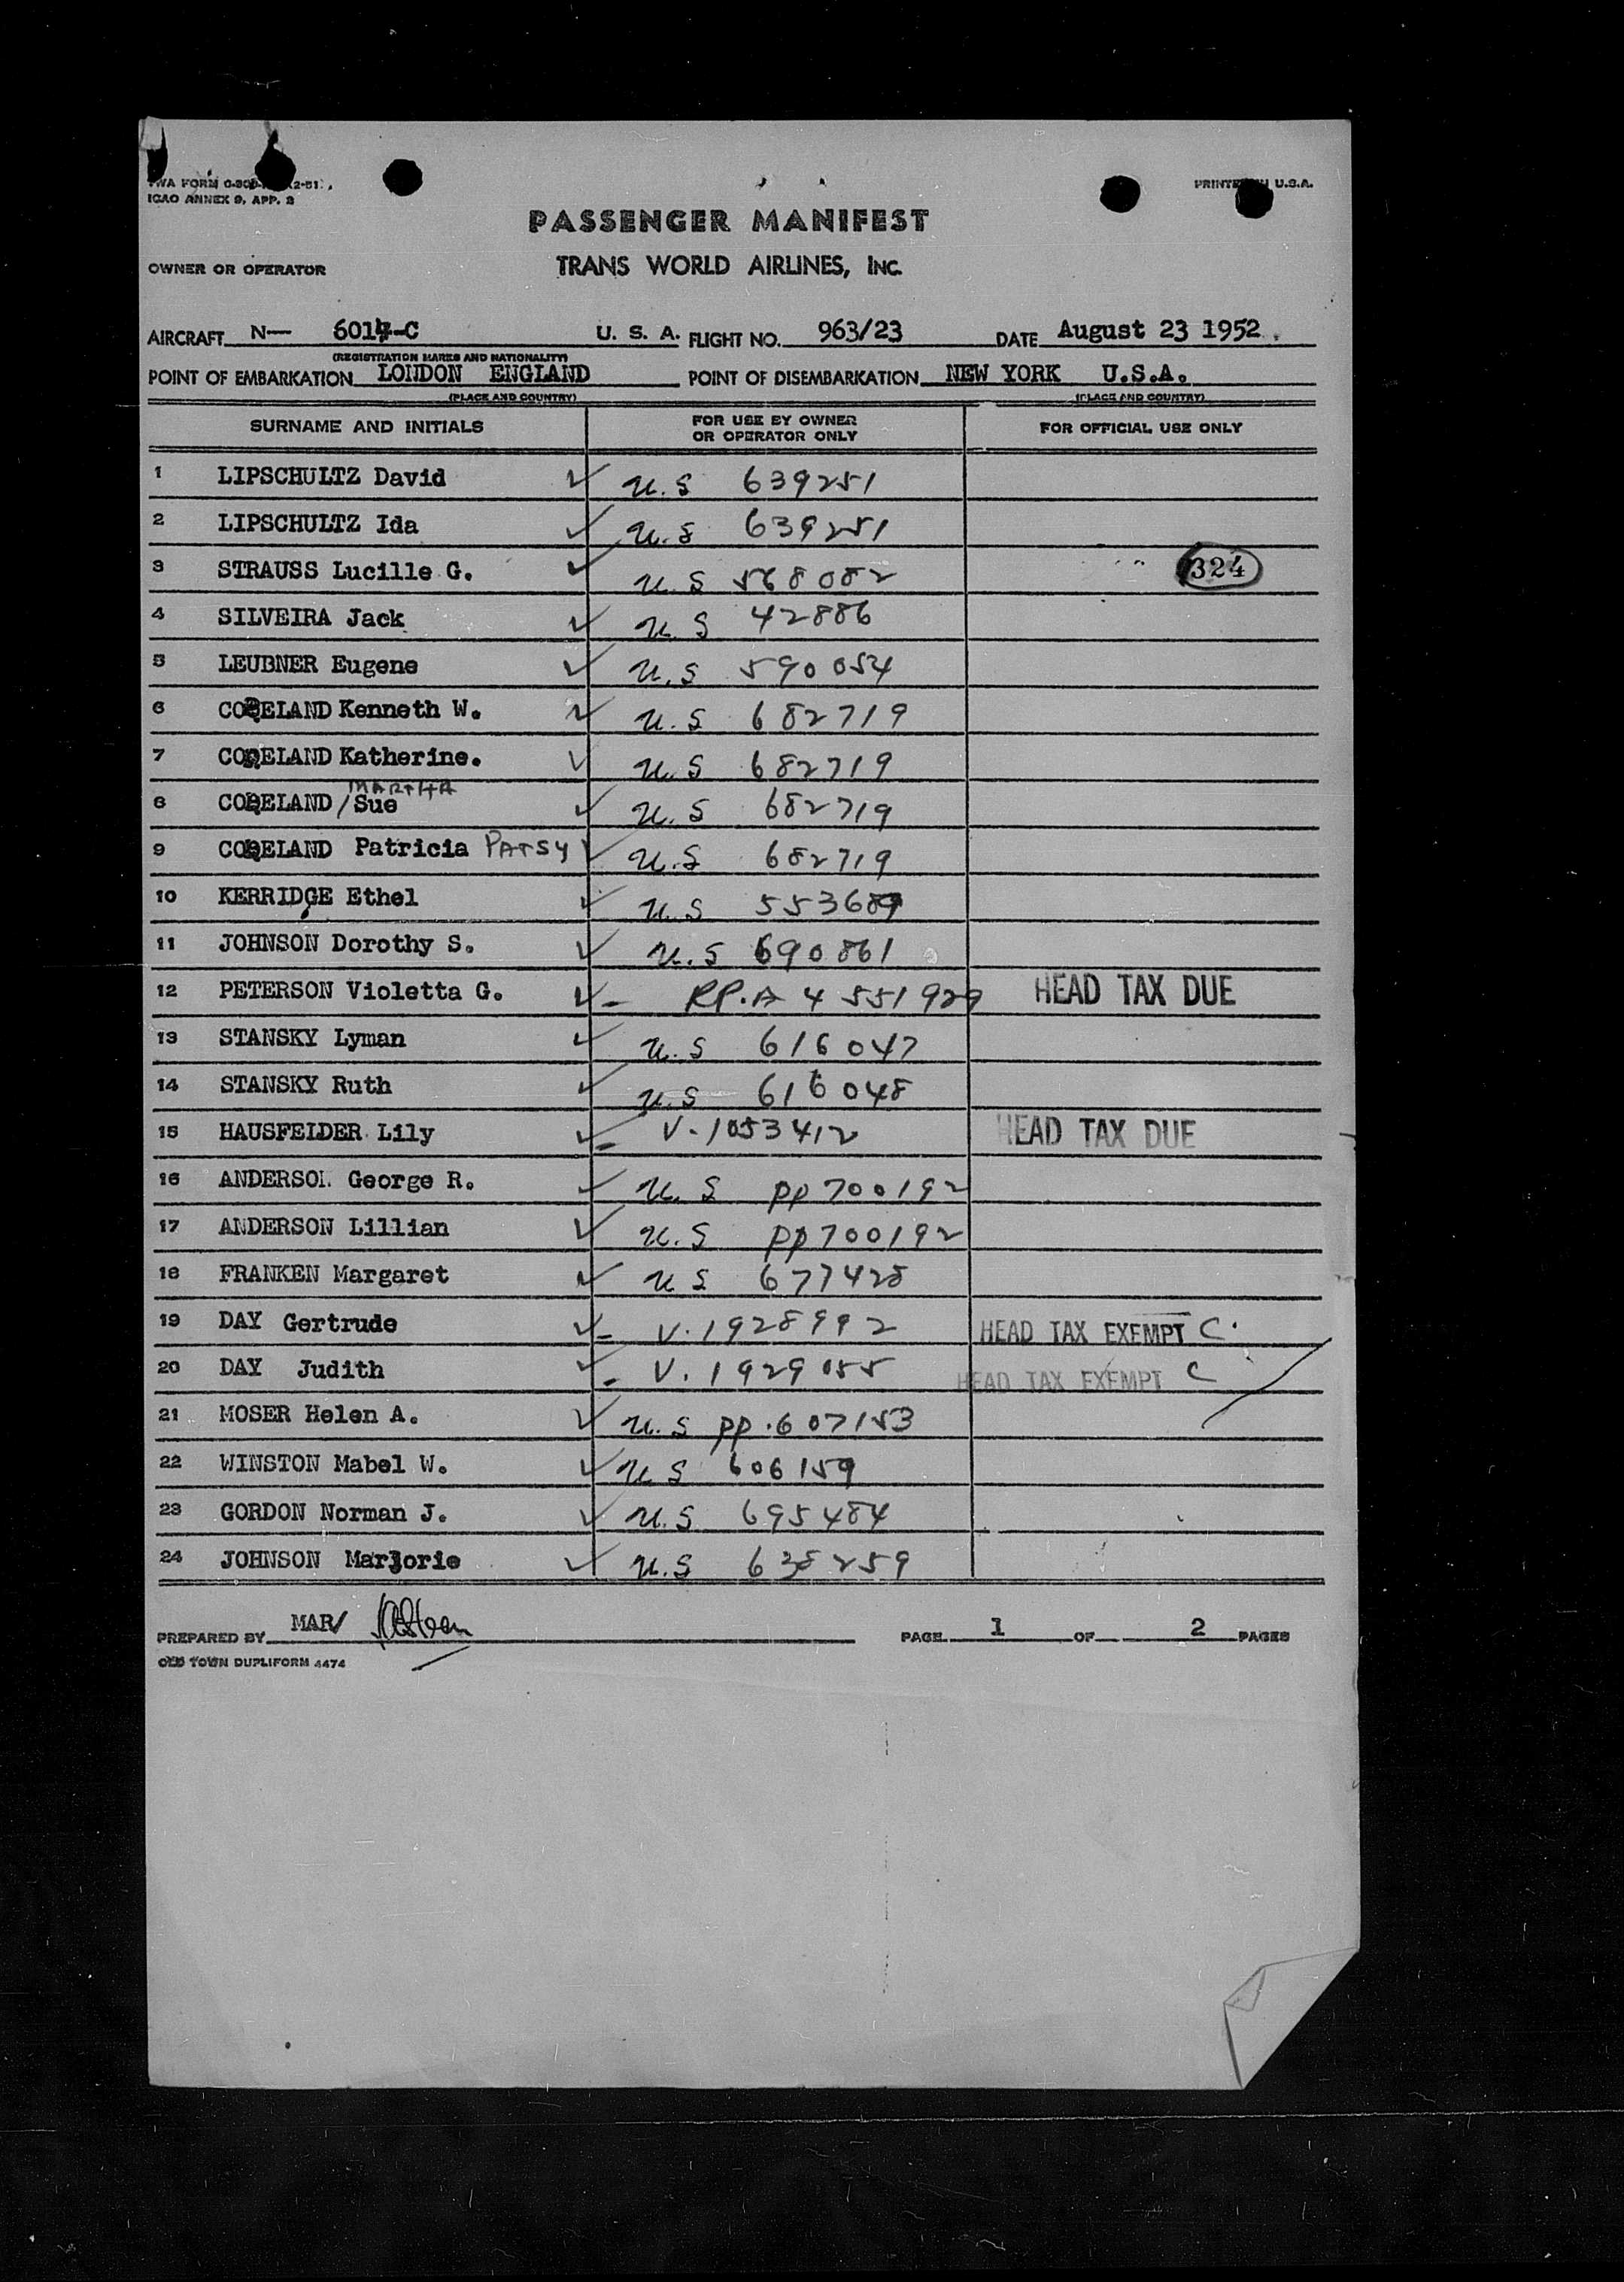 TWA FORM
PRINTED U.S.A.
ICAO ANNEX 9, APP. 2
PASSENGER MANIFEST
OWNER OR OPERATOR TRANS WORLD AIRLINES, INC.
AIRCRAFT N— U. S. A. FLIGHT NO. 963/23 DATE August 23 1952
(REGISTRATION MARKS AND NATIONALITY)
POINT OF EMBARKATION LONDON ENGLAND POINT OF DISEMBARKATION NEW YORK U.S.A.
(PLACE AND COUNTRY) (PLACE AND COUNTRY)
SURNAME AND INITIALS FOR USE BY OWNER OR OPERATOR ONLY FOR OFFICIAL USE ONLY
1 LIPSCHULTZ David ✓ U.S 639251
2 LIPSCHULTZ Ida ✓ U.S 639251
3 STRAUSS Lucille G. ✓ U.S 568082 324
4 SILVEIRA Jack ✓ U.S 42886
5 LEUBNER Eugene ✓ U.S 590054
6 COPELAND Kenneth W. ✓ U.S 682719
7 COPELAND Katherine. ✓ U.S 682719
MARTHA
8 COPELAND / Sue ✓ U.S 682719
9 COPELAND Patricia PATSY ✓ U.S 682719
10 KERRIDGE Ethel ✓ U.S
11 JOHNSON Dorothy S. ✓ U.S 690861
12 PETERSON Violetta G. ✓ - RP.A 4 551929 HEAD TAX DUE
13 STANSKY Lyman ✓ U.S 616047
14 STANSKY Ruth ✓ U.S 616048
15 HAUSFELDER Lily ✓ - V-1053412 HEAD TAX DUE
16 ANDERSON George R. ✓ U.S pp700192
17 ANDERSON Lillian ✓ U.S pp700192
18 FRANKEN Margaret ✓ U S 677428
19 DAY Gertrude ✓ - V.1928992 HEAD TAX EXEMPT C.
20 DAY Judith ✓ - V.1929055 HEAD TAX EXEMPT C
21 MOSER Helen A. ✓ U.S pp.607153
22 WINSTON Mabel W. ✓ U S 606159
23 GORDON Norman J. ✓ U.S 695484
24 JOHNSON Marjorie ✓ U.S 638259
PREPARED BY MAR/ PAGE 1 OF 2 PAGES
OLD TOWN DUPLIFORM 4474